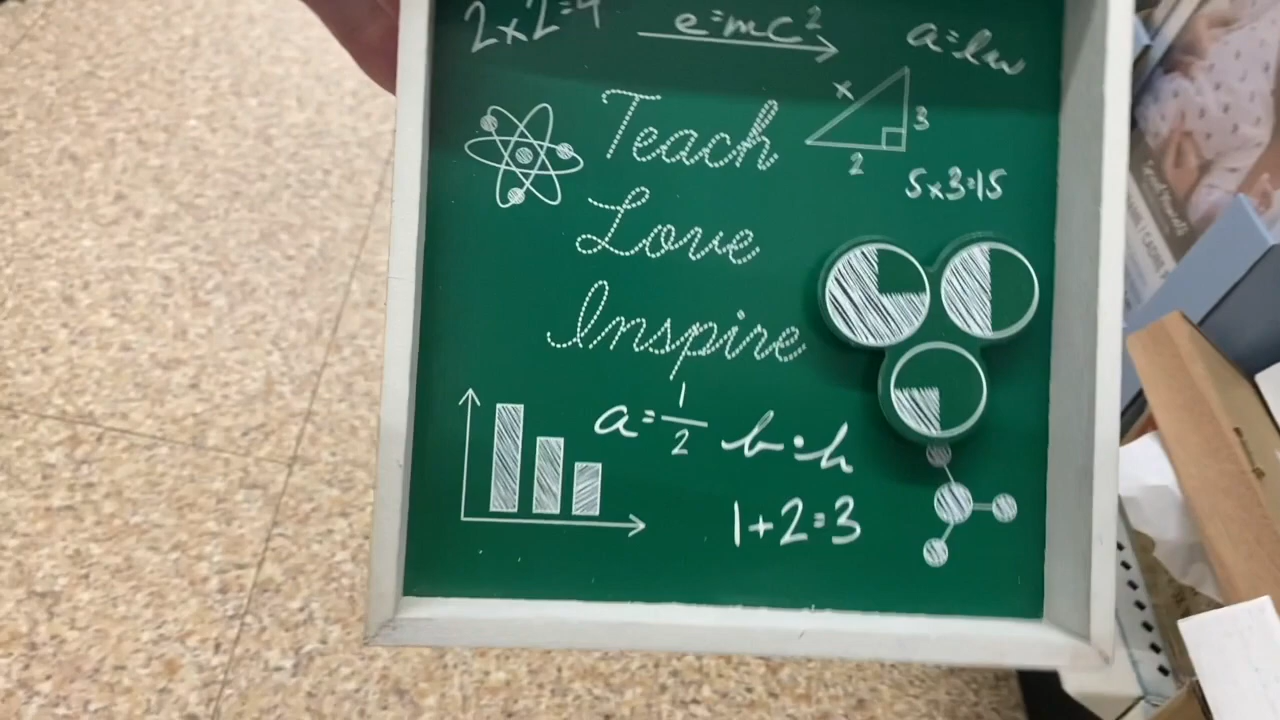 2x2=4
e=mc²
a=lw
Teach
x
3
2
5x3=15
Love
Inspire
a=1/2 b·h
1+2=3